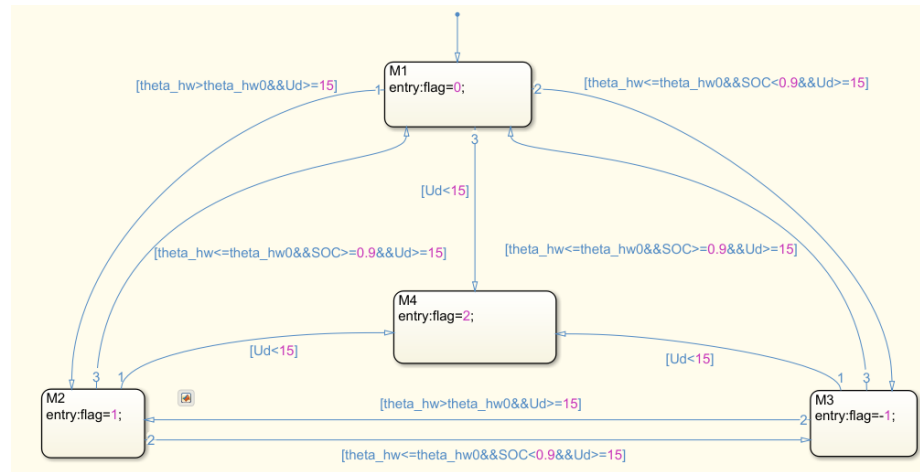 M1
entry:flag=0;
[theta_hw>theta_hw0&&Ud>=15]
1
2
[theta_hw<=theta_hw0&&SOC<0.9&&Ud>=15]
3
[Ud<15]
[theta_hw<=theta_hw0&&SOC>=0.9&&Ud>=15]
[theta_hw<=theta_hw0&&SOC>=0.9&&Ud>=15]
M4
entry:flag=2;
[Ud<15]
[Ud<15]
3
1
1
3
M2
entry:flag=1;
[theta_hw>theta_hw0&&Ud>=15]
2
M3
entry:flag=-1;
2
[theta_hw<=theta_hw0&&SOC<0.9&&Ud>=15]